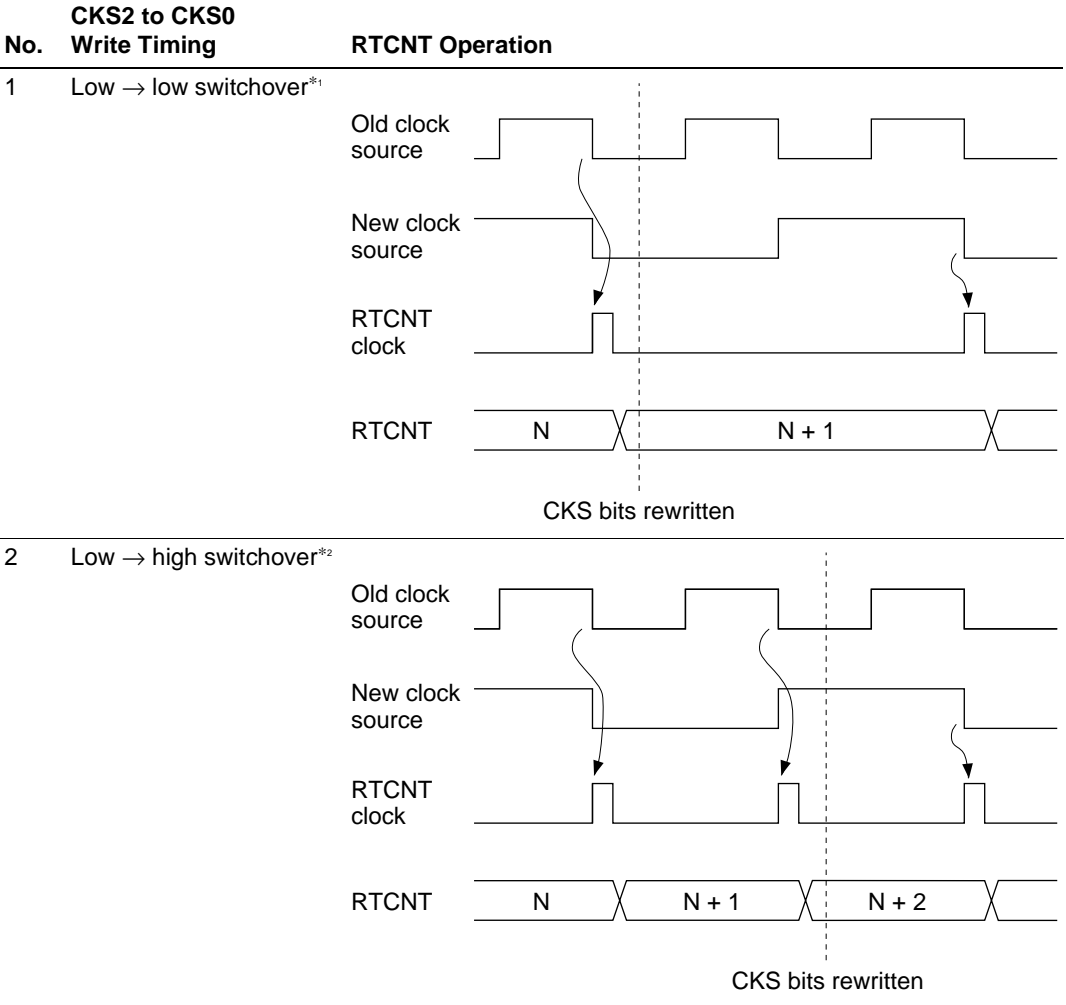 CKS2 to CKS0
No. Write Timing RTCNT Operation
1 Low → low switchover*1
Old clock
source
New clock
source
RTCNT
clock
RTCNT N N + 1
CKS bits rewritten
2 Low → high switchover*2
Old clock
source
New clock
source
RTCNT
clock
RTCNT N N + 1 N + 2
CKS bits rewritten